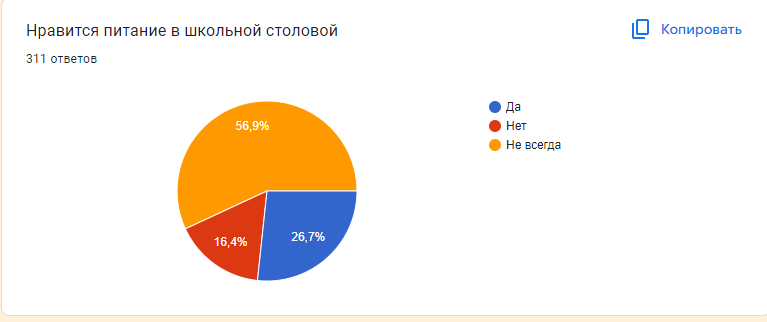 Нравится питание в школьной столовой
Копировать
311 ответов
Да
Нет
Не всегда
56,9%
16,4%
26,7%